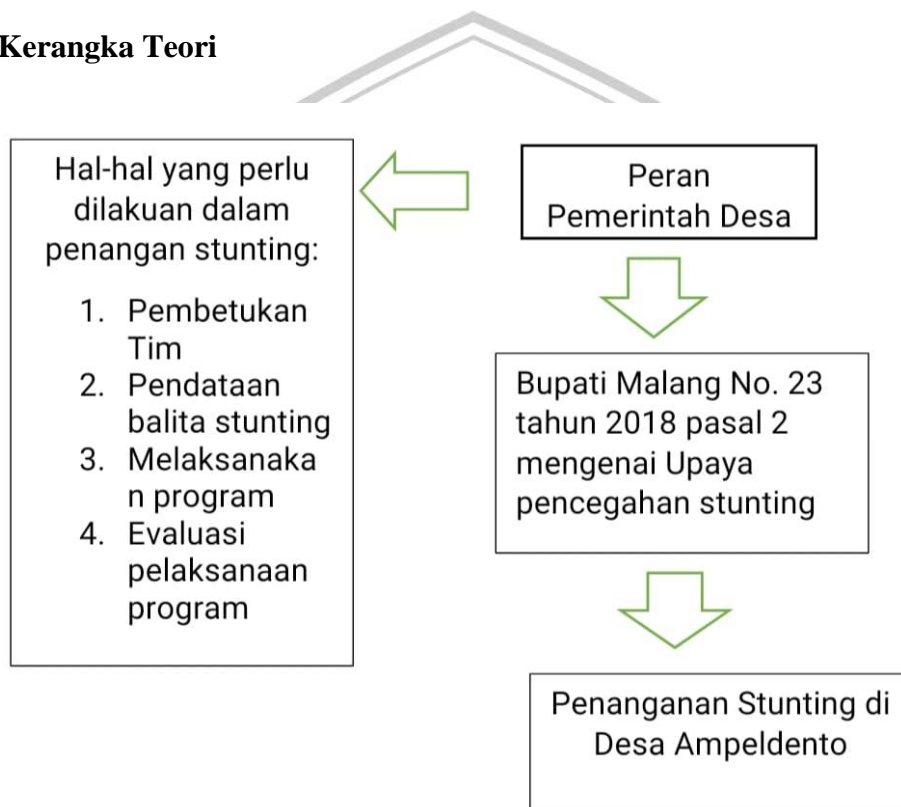 Kerangka Teori
Hal-hal yang perlu
dilakuan dalam
penangan stunting:
1. Pembetukan
Tim
2. Pendataan
balita stunting
3. Melaksanaka
n program
4. Evaluasi
pelaksanaan
program
Peran
Pemerintah Desa
Bupati Malang No. 23
tahun 2018 pasal 2
mengenai Upaya
pencegahan stunting
Penanganan Stunting di
Desa Ampeldento